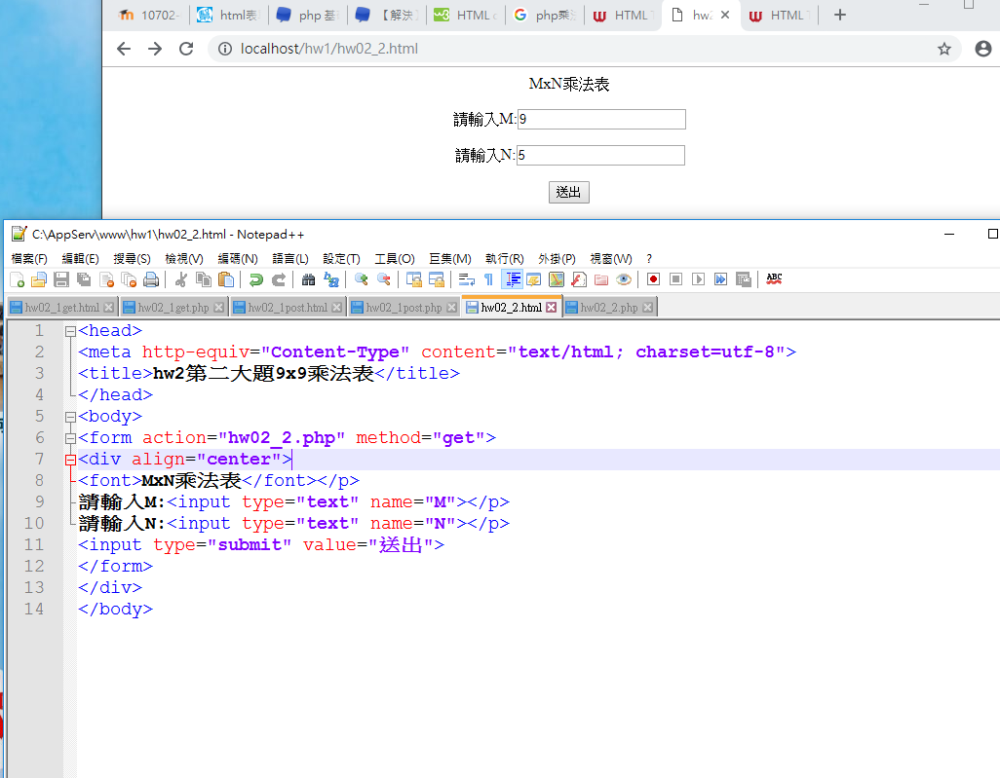 10702-
html表
php 基
【解決
HTML
php乘
HTML
hw2
HTML
localhost/hw1/hw02_2.html
MxN乘法表
請輸入M:9
請輸入N:5
送出
C:\AppServ\www\hw1\hw02_2.html - Notepad++
檔案(F) 編輯(E) 搜尋(S) 檢視(V) 編碼(N) 語言(L) 設定(T) 工具(O) 巨集(M) 執行(R) 外掛(P) 視窗(W) ?
ABC
hw02_1get.html hw02_1get.php hw02_1post.html hw02_1post.php hw02_2.html hw02_2.php
1 <head>
2 <meta http-equiv="Content-Type" content="text/html; charset=utf-8">
3 <title>hw2第二大題9x9乘法表</title>
4 </head>
5 <body>
6 <form action="hw02_2.php" method="get">
7 <div align="center">
8 <font>MxN乘法表</font></p>
9 請輸入M:<input type="text" name="M"></p>
10 請輸入N:<input type="text" name="N"></p>
11 <input type="submit" value="送出">
12 </form>
13 </div>
14 </body>